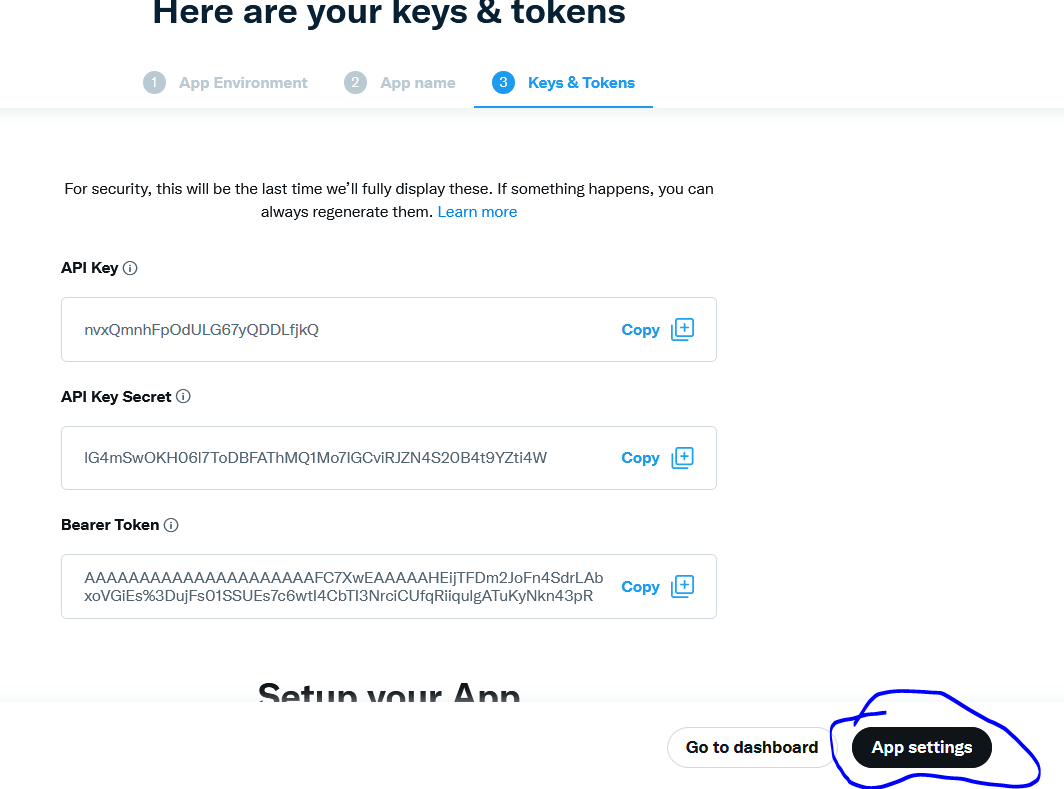 Here are your keys & tokens
1 App Environment 2 App name 3 Keys & Tokens
For security, this will be the last time we’ll fully display these. If something happens, you can
always regenerate them. Learn more
API Key
nvxQmnhFpOdULG67yQDDLfjkQ
Copy
API Key Secret
IG4mSwOKH06I7ToDBFAThMQ1Mo7IGCviRJZN4S20B4t9YZti4W
Copy
Bearer Token
AAAAAAAAAAAAAAAAAAAAAFC7XwEAAAAAHEijTFDm2JoFn4SdrLAb
xoVGiEs%3DujFs01SSUEs7c6wtI4CbTI3NrciCUfqRiiqulgATuKyNkn43pR
Copy
Setup your App
Go to dashboard
App settings